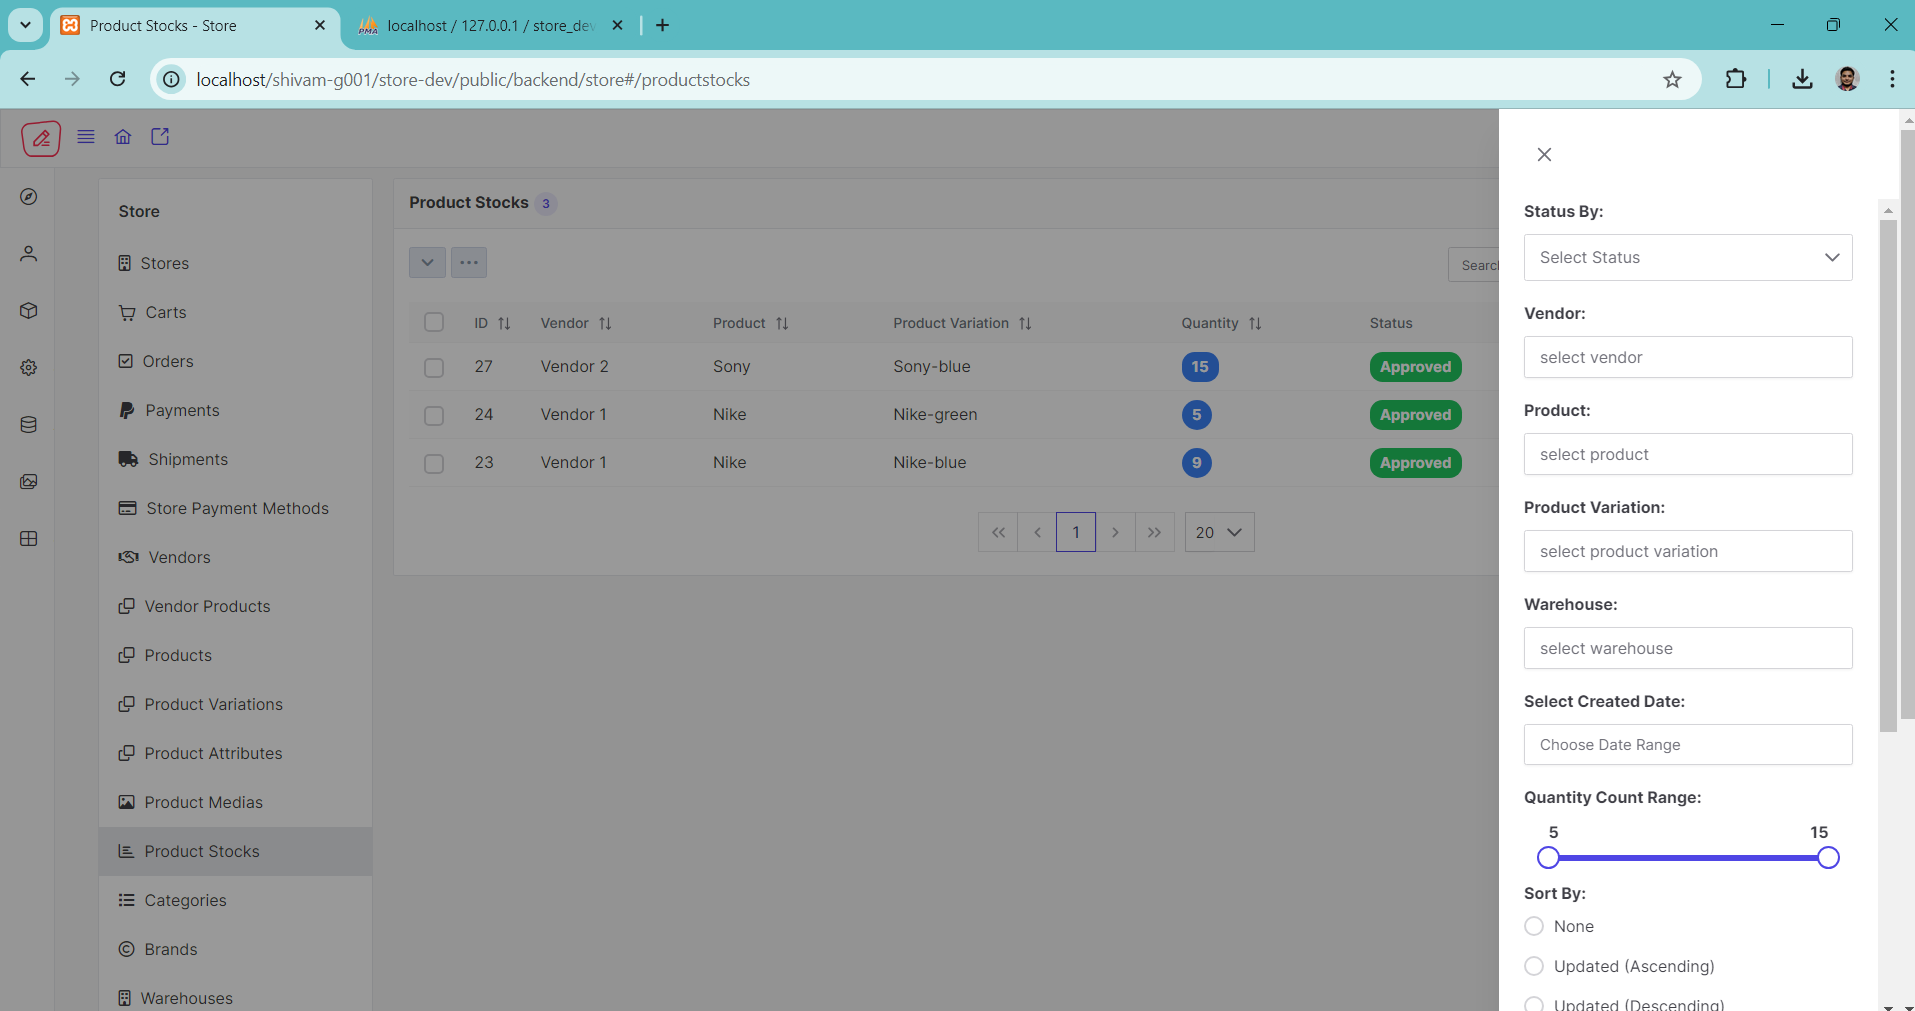 Product Stocks - Store
localhost / 127.0.0.1 / store_dev
localhost/shivam-g001/store-dev/public/backend/store#/productstocks
Store
Stores
Carts
Orders
Payments
Shipments
Store Payment Methods
Vendors
Vendor Products
Products
Product Variations
Product Attributes
Product Medias
Product Stocks
Categories
Brands
Warehouses
Product Stocks 3
Search
ID Vendor Product Product Variation Quantity Status
27 Vendor 2 Sony Sony-blue 15 Approved
24 Vendor 1 Nike Nike-green 5 Approved
23 Vendor 1 Nike Nike-blue 9 Approved
1 20
Status By:
Select Status
Vendor:
select vendor
Product:
select product
Product Variation:
select product variation
Warehouse:
select warehouse
Select Created Date:
Choose Date Range
Quantity Count Range:
5 15
Sort By:
None
Updated (Ascending)
Updated (Descending)